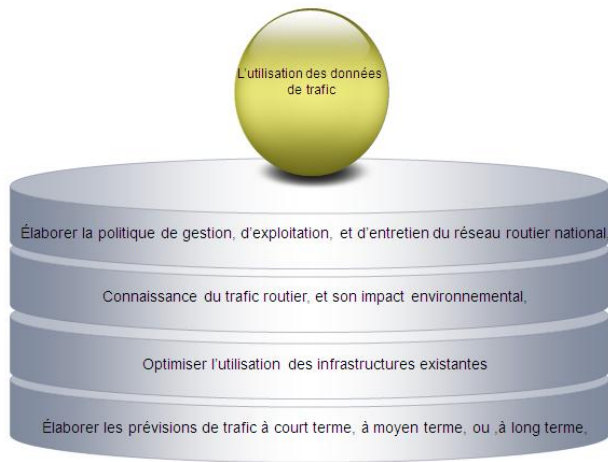 L'utilisation des données
de trafic
Élaborer la politique de gestion, d'exploitation, et d'entretien du réseau routier national,
Connaissance du trafic routier, et son impact environnemental,
Optimiser l'utilisation des infrastructures existantes
Élaborer les prévisions de trafic à court terme, à moyen terme, ou ,à long terme,